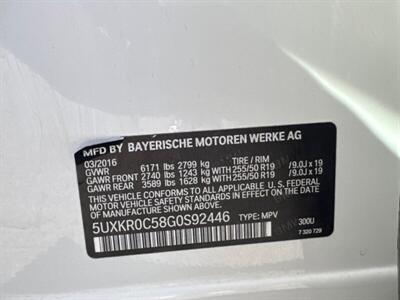 MFD BY BAYERISCHE MOTOREN WERKE AG
03/2016
GVWR 6171 lbs 2799 kg TIRE / RIM
GAWR FRONT 2740 lbs 1243 kg 255/50 R19 /9.0J x 19
GAWR REAR 3589 lbs 1628 kg 255/50 R19 /9.0J x 19
THIS VEHICLE CONFORMS TO ALL APPLICABLE U.S. FEDERAL
MOTOR VEHICLE SAFETY STANDARDS IN EFFECT ON THE
DATE OF MANUFACTURE SHOWN ABOVE.
5UXKR0C58G0S92446 TYPE: MPV 300U
7 320 729